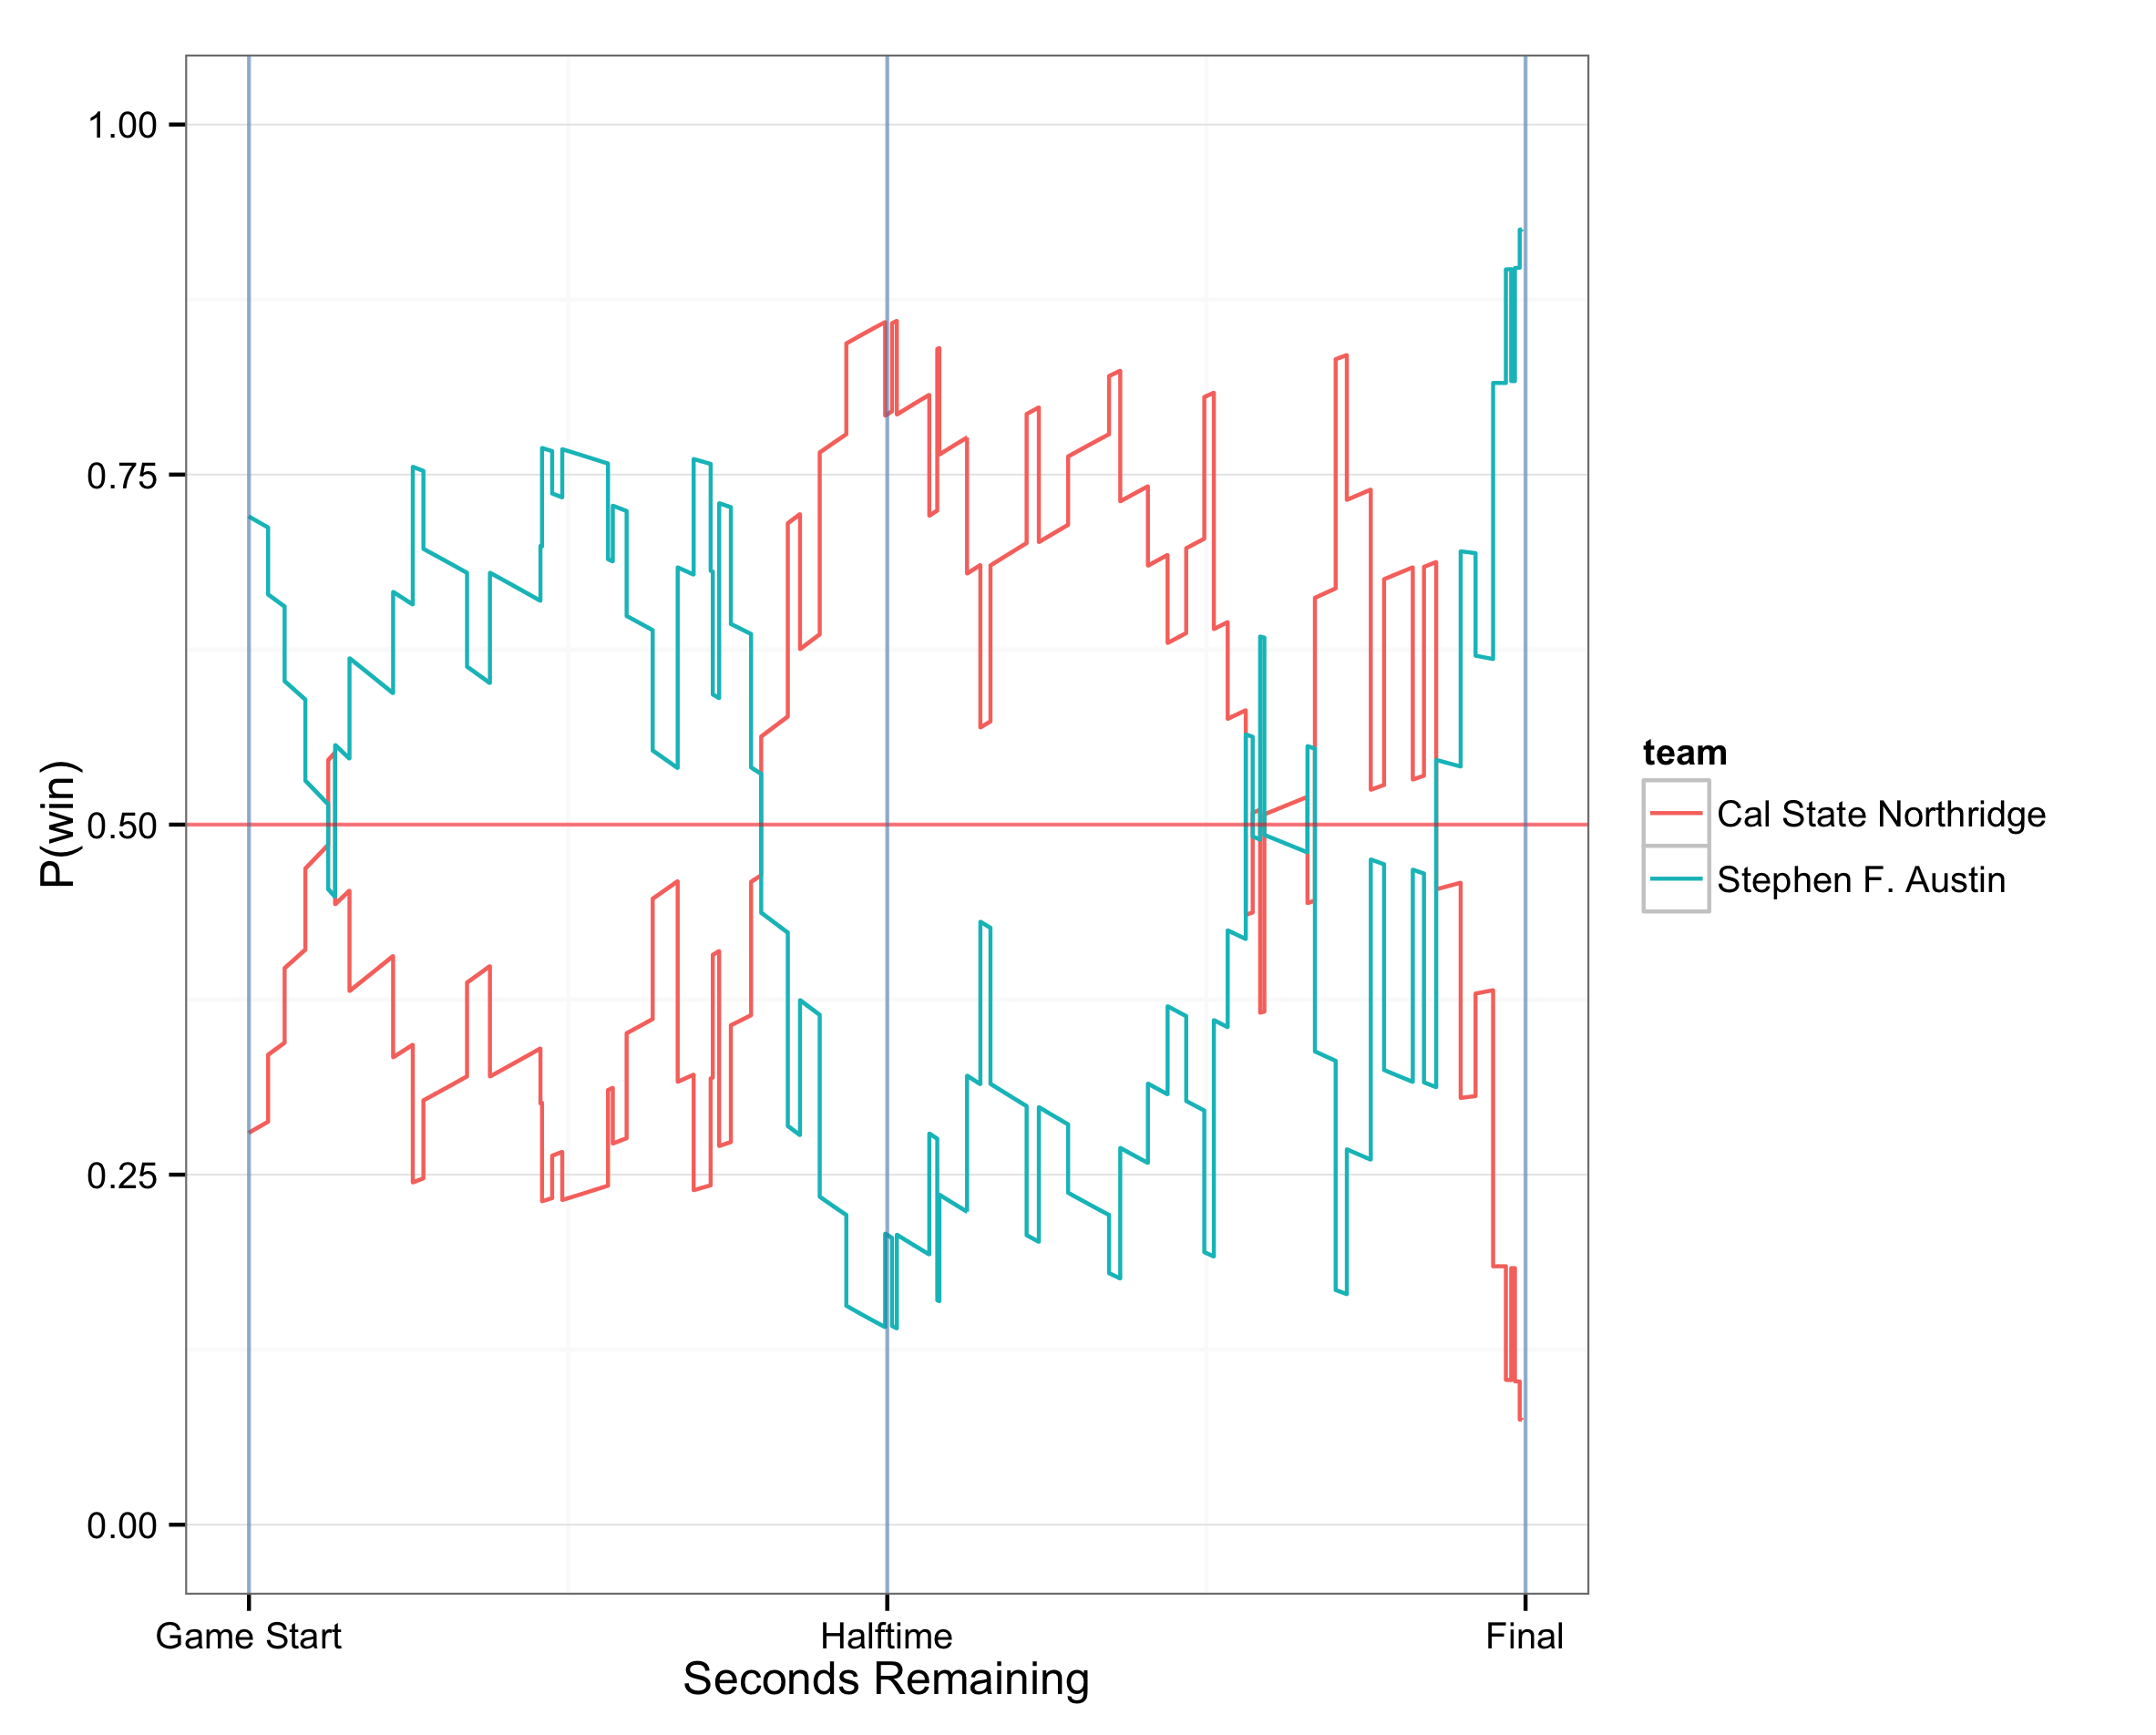 1.00
0.75
0.50
0.25
0.00
P(win)
Game Start
Halftime
Final
Seconds Remaining
team
Cal State Northridge
Stephen F. Austin